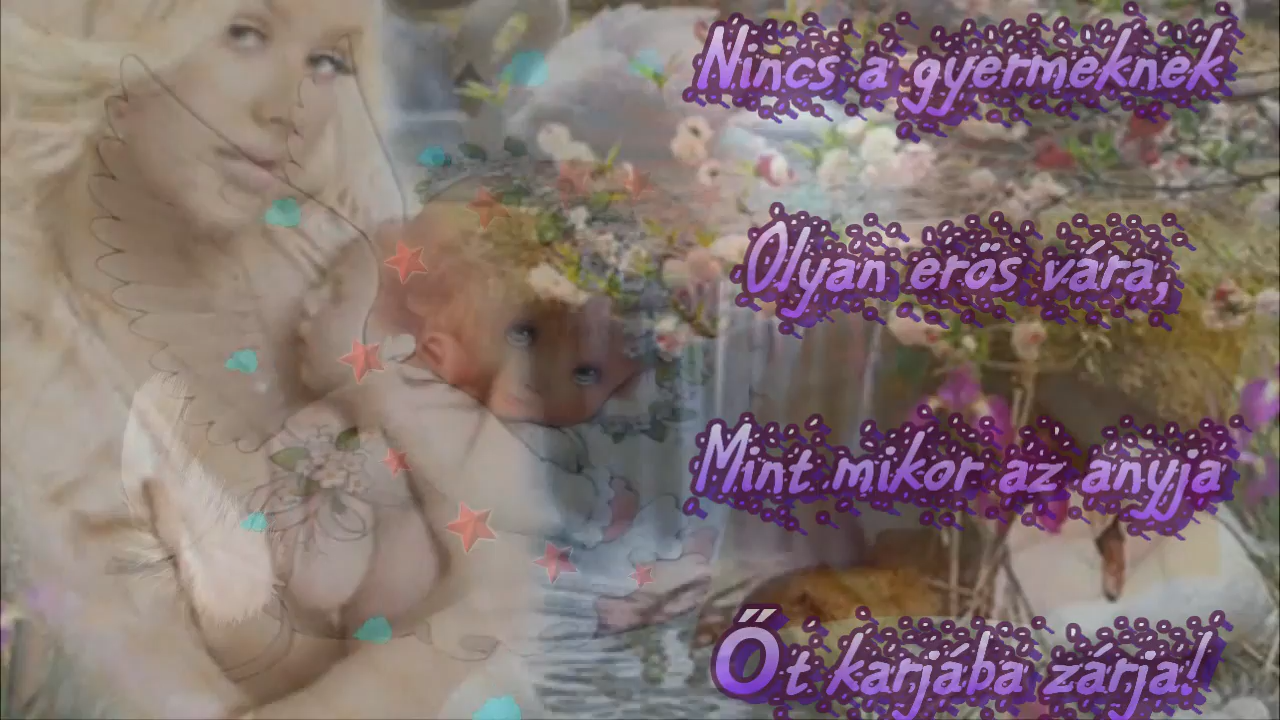 Nincs a gyermeknek
Olyan erős vára,
Mint mikor az anyja
Őt karjába zárja!